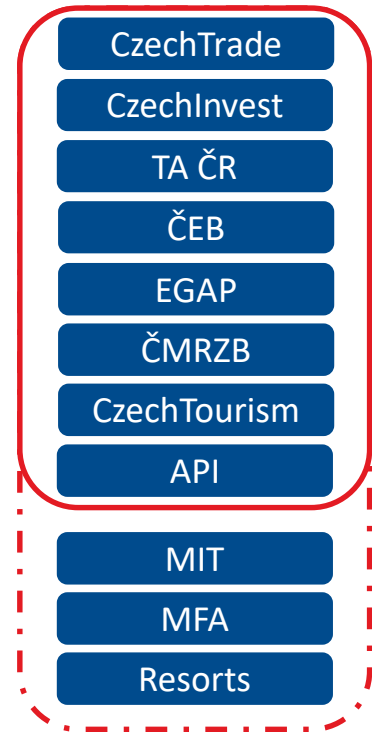 CzechTrade
CzechInvest
TA ČR
ČEB
EGAP
ČMRZB
CzechTourism
API
MIT
MFA
Resorts